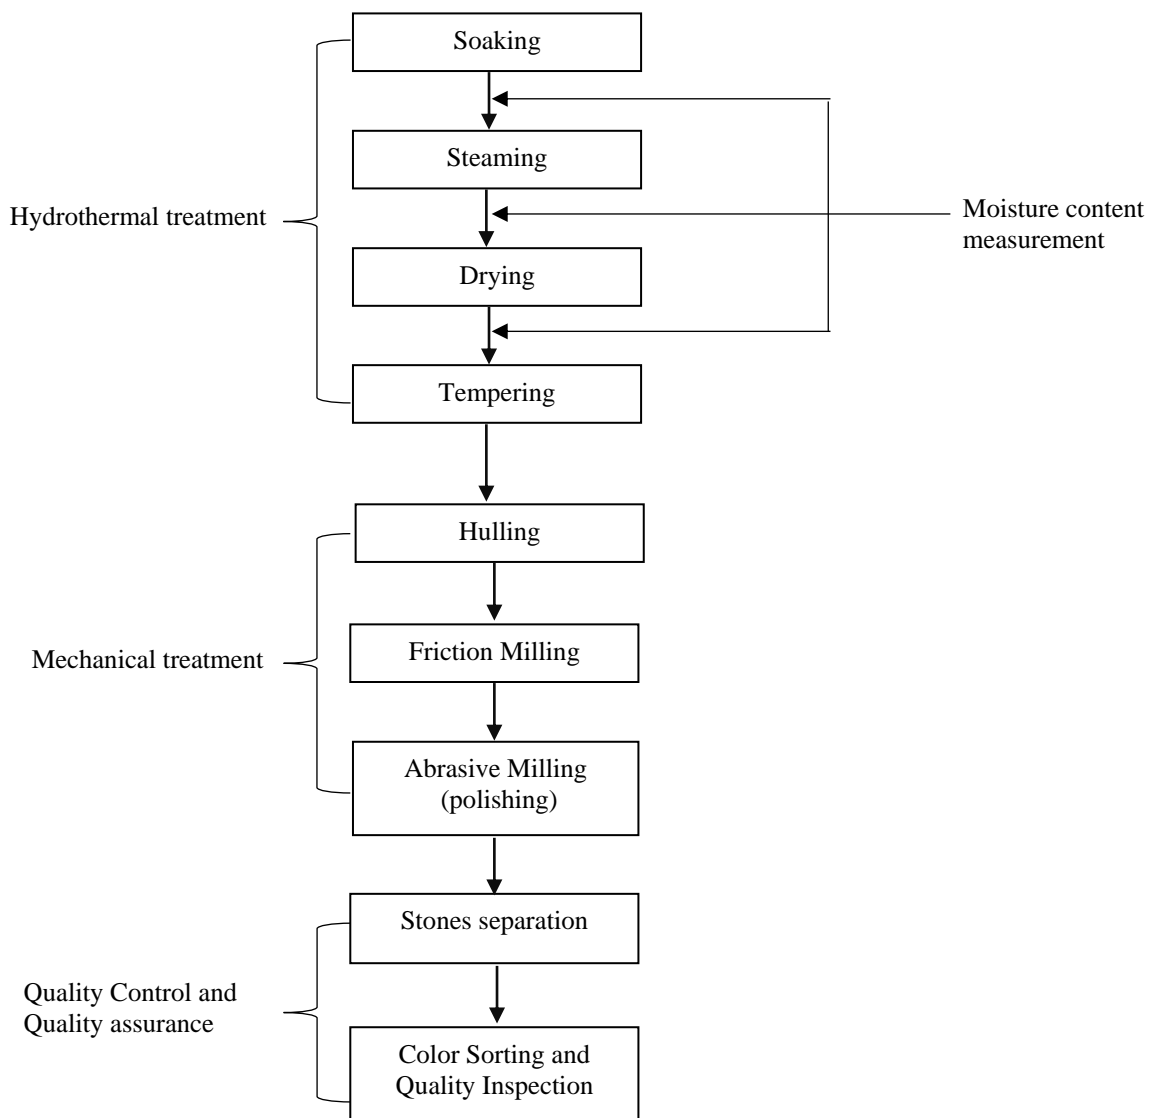 Soaking
Steaming
Hydrothermal treatment
Moisture content
measurement
Drying
Tempering
Hulling
Friction Milling
Mechanical treatment
Abrasive Milling
(polishing)
Stones separation
Quality Control and
Quality assurance
Color Sorting and
Quality Inspection